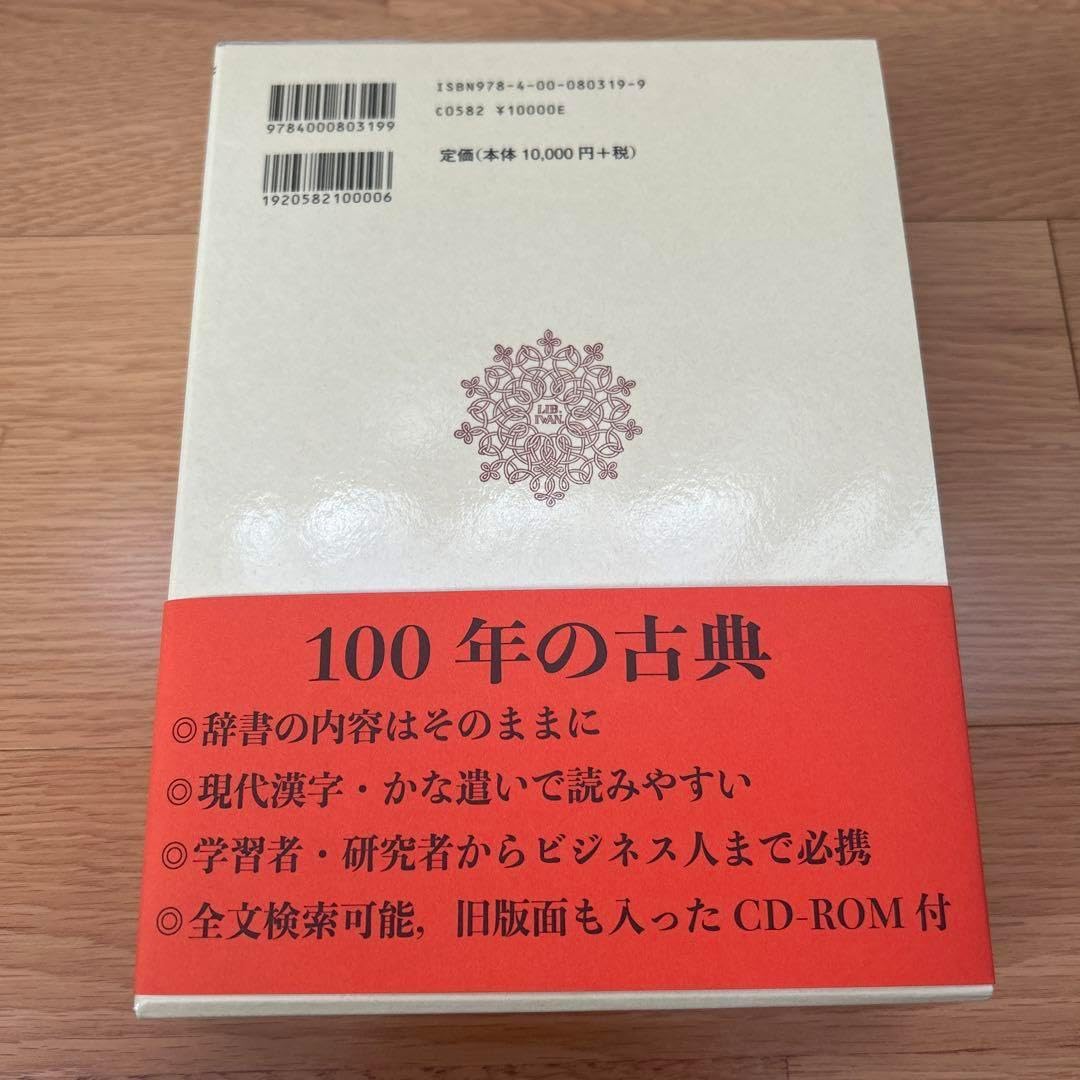 ISBN978-4-00-080319-9
9784000803199
C0582 ¥10000E
定価(本体 10,000 円+税)
1920582100006
LIB.
IWAN.
100 年の古典
◎辞書の内容はそのままに
◎現代漢字・かな遣いで読みやすい
◎学習者・研究者からビジネス人まで必携
◎全文検索可能，旧版面も入った CD-ROM 付